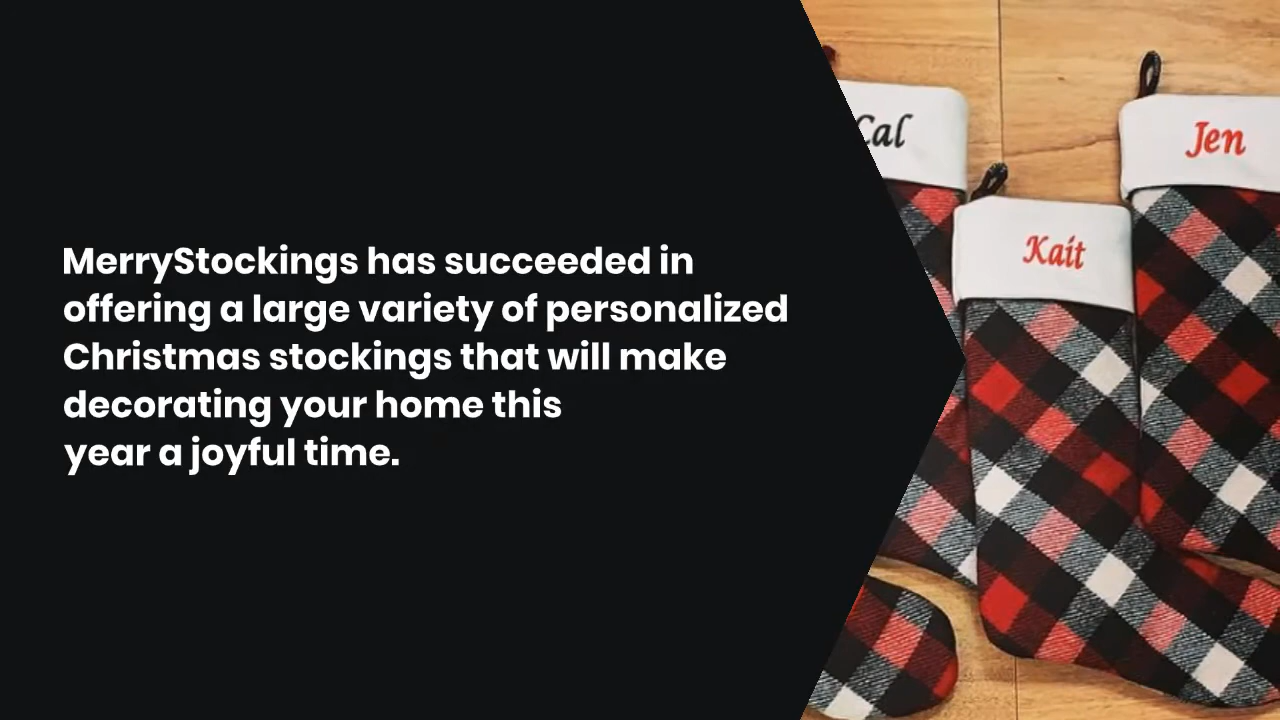 MerryStockings has succeeded in
offering a large variety of personalized
Christmas stockings that will make
decorating your home this
year a joyful time.
Jen
Kait